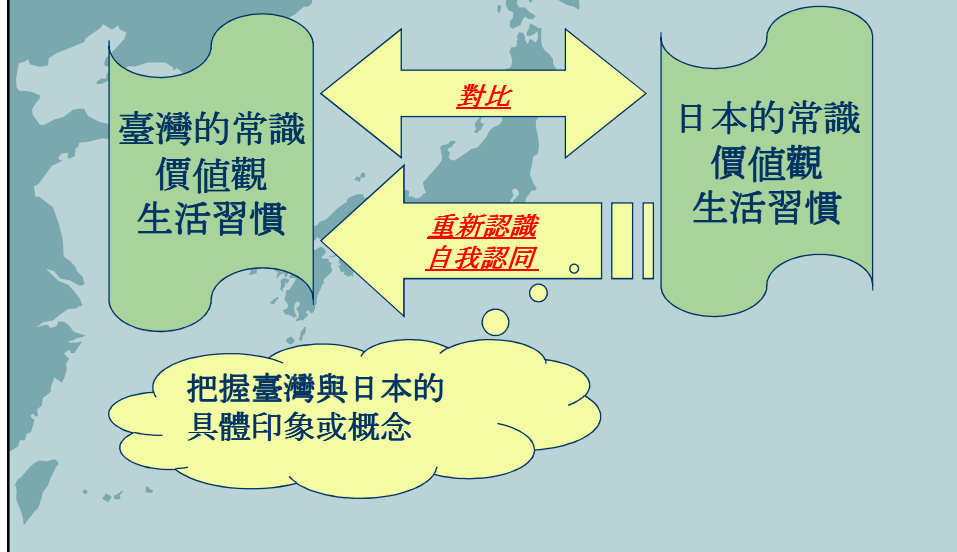 臺灣的常識
價值觀
生活習慣
對比
日本的常識
價值觀
生活習慣
重新認識
自我認同
把握臺灣與日本的
具體印象或概念